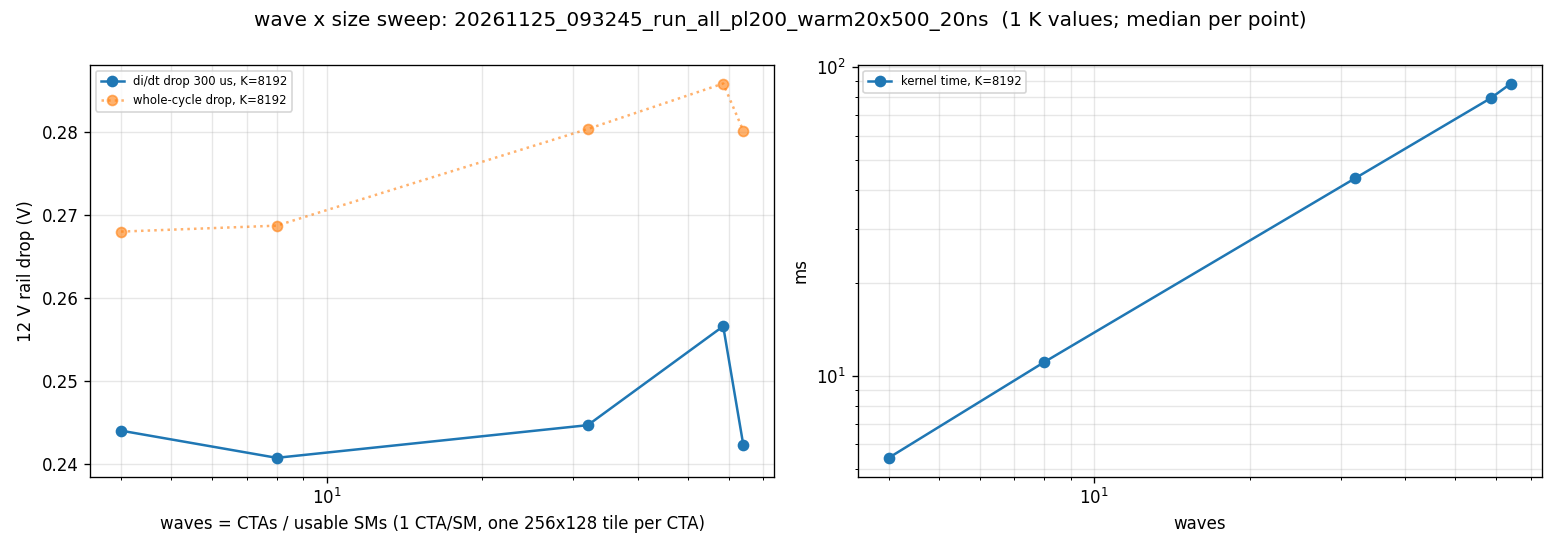 wave x size sweep: 20261125_093245_run_all_pl200_warm20x500_20ns  (1 K values; median per point)
di/dt drop 300 us, K=8192
whole-cycle drop, K=8192
12 V rail drop (V)
0.28
0.27
0.26
0.25
0.24
10¹
waves = CTAs / usable SMs (1 CTA/SM, one 256x128 tile per CTA)
kernel time, K=8192
ms
10²
10¹
10¹
waves